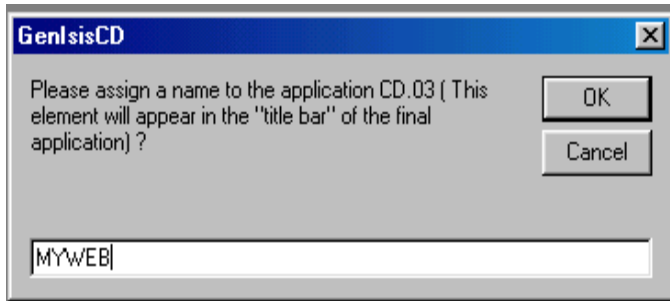 GenIsisCD
Please assign a name to the application CD.03 ( This
element will appear in the "title bar" of the final
application) ?
OK
Cancel
MYWEB